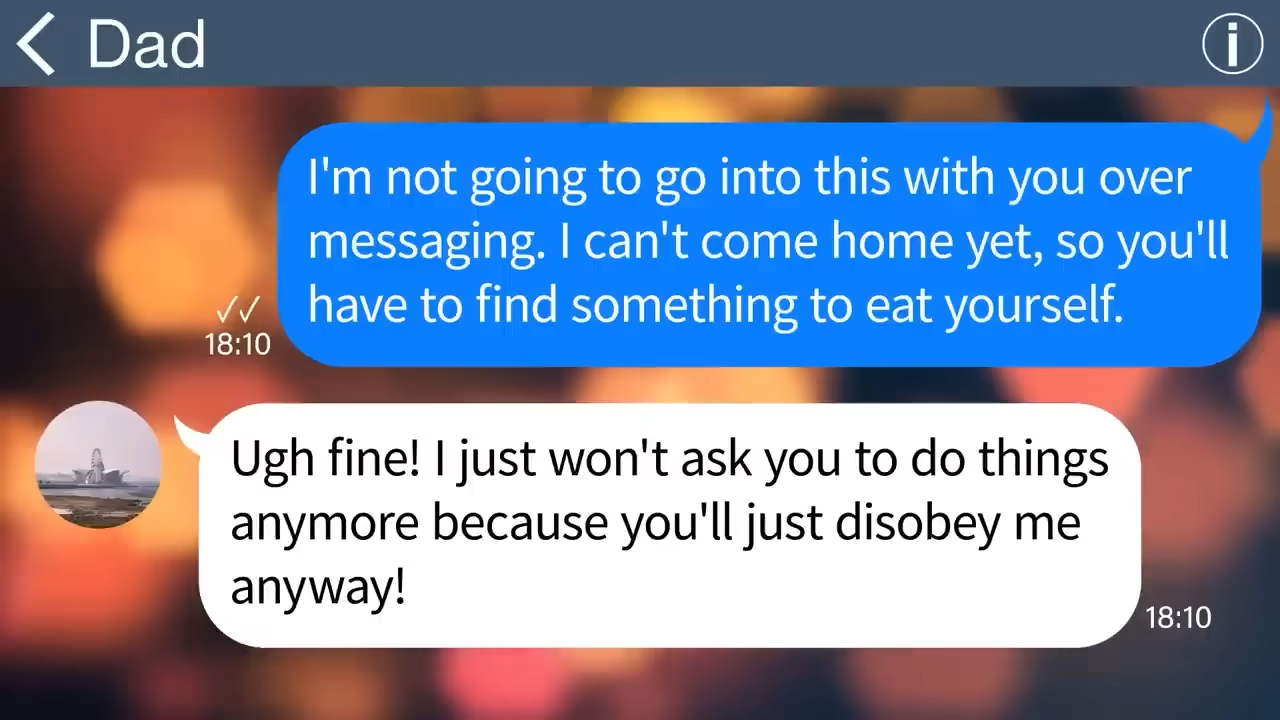 Dad
I'm not going to go into this with you over
messaging. I can't come home yet, so you'll
have to find something to eat yourself.
18:10
Ugh fine! I just won't ask you to do things
anymore because you'll just disobey me
anyway!
18:10